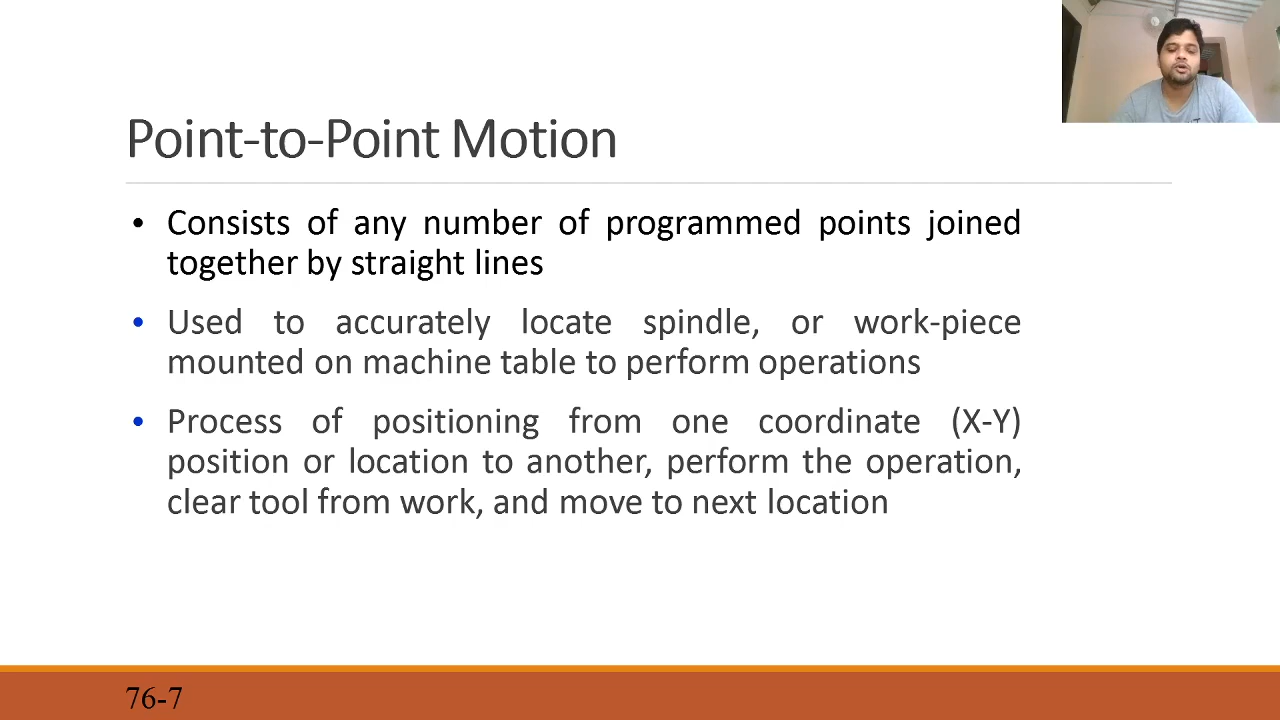 Point-to-Point Motion
• Consists of any number of programmed points joined
together by straight lines
• Used to accurately locate spindle, or work-piece
mounted on machine table to perform operations
• Process of positioning from one coordinate (X-Y)
position or location to another, perform the operation,
clear tool from work, and move to next location
76-7